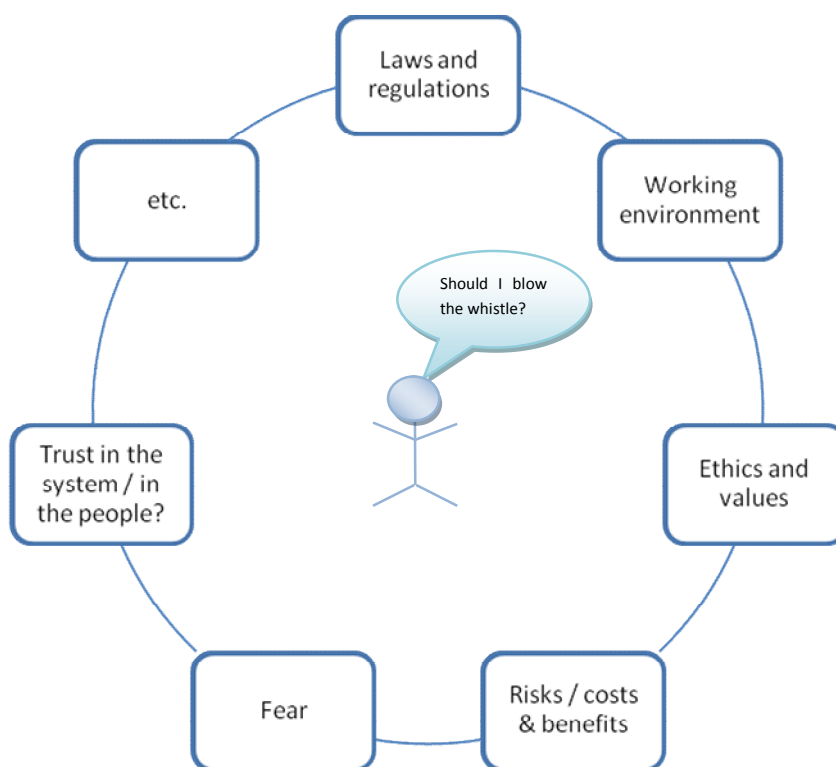 Laws and
regulations
Working
environment
Ethics and
values
Risks / costs
& benefits
Fear
Trust in the
system / in
the people?
etc.
Should I blow
the whistle?